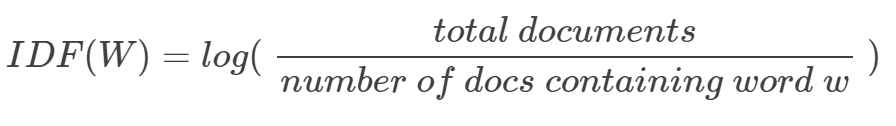 IDF(W) = log( total documents / number of docs containing word w )